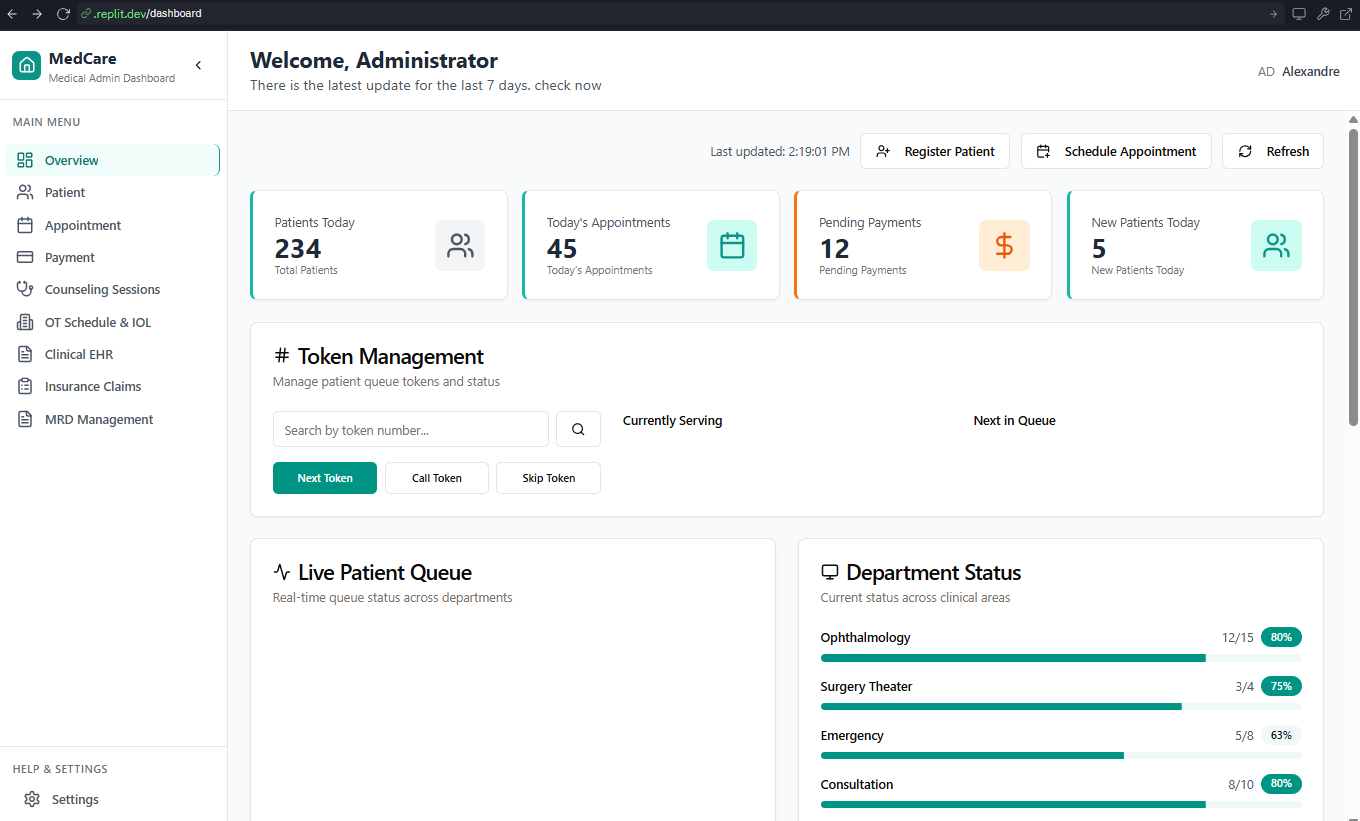 .replit.dev/dashboard
MedCare
Medical Admin Dashboard
MAIN MENU
Overview
Patient
Appointment
Payment
Counseling Sessions
OT Schedule & IOL
Clinical EHR
Insurance Claims
MRD Management
HELP & SETTINGS
Settings
Welcome, Administrator
There is the latest update for the last 7 days. check now
AD Alexandre
Last updated: 2:19:01 PM
Register Patient
Schedule Appointment
Refresh
Patients Today
234
Total Patients
Today's Appointments
45
Today's Appointments
Pending Payments
12
Pending Payments
New Patients Today
5
New Patients Today
# Token Management
Manage patient queue tokens and status
Search by token number...
Next Token
Call Token
Skip Token
Currently Serving
Next in Queue
Live Patient Queue
Real-time queue status across departments
Department Status
Current status across clinical areas
Ophthalmology 12/15 80%
Surgery Theater 3/4 75%
Emergency 5/8 63%
Consultation 8/10 80%